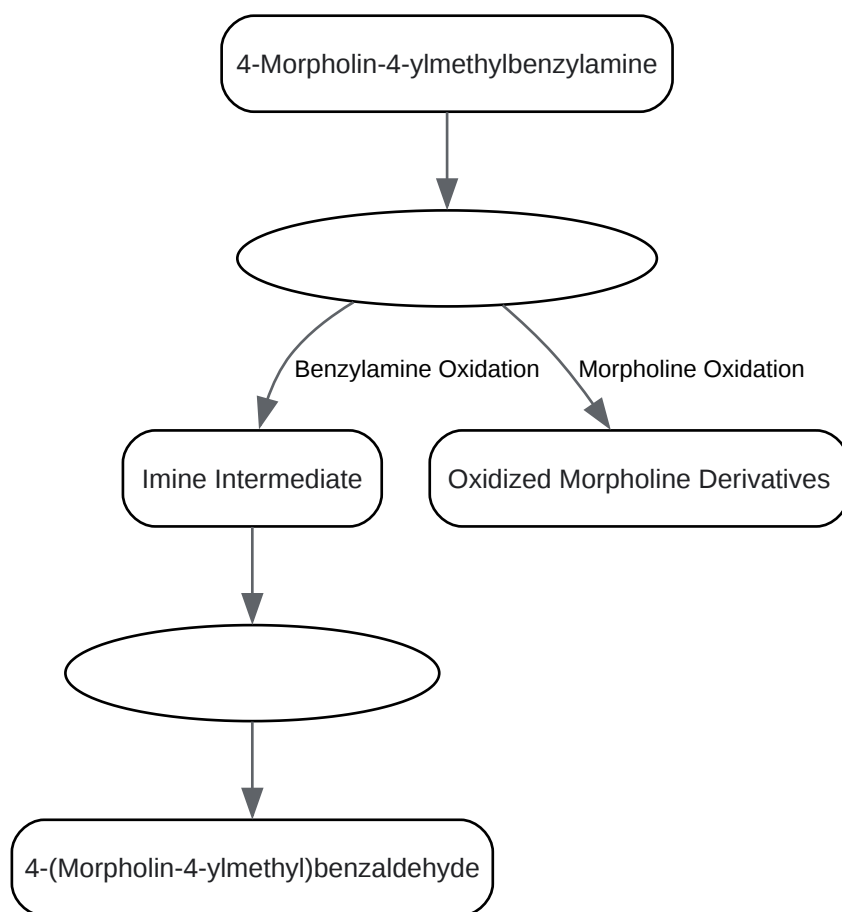 4-Morpholin-4-ylmethylbenzylamine
Benzylamine Oxidation
Morpholine Oxidation
Imine Intermediate
Oxidized Morpholine Derivatives
4-(Morpholin-4-ylmethyl)benzaldehyde